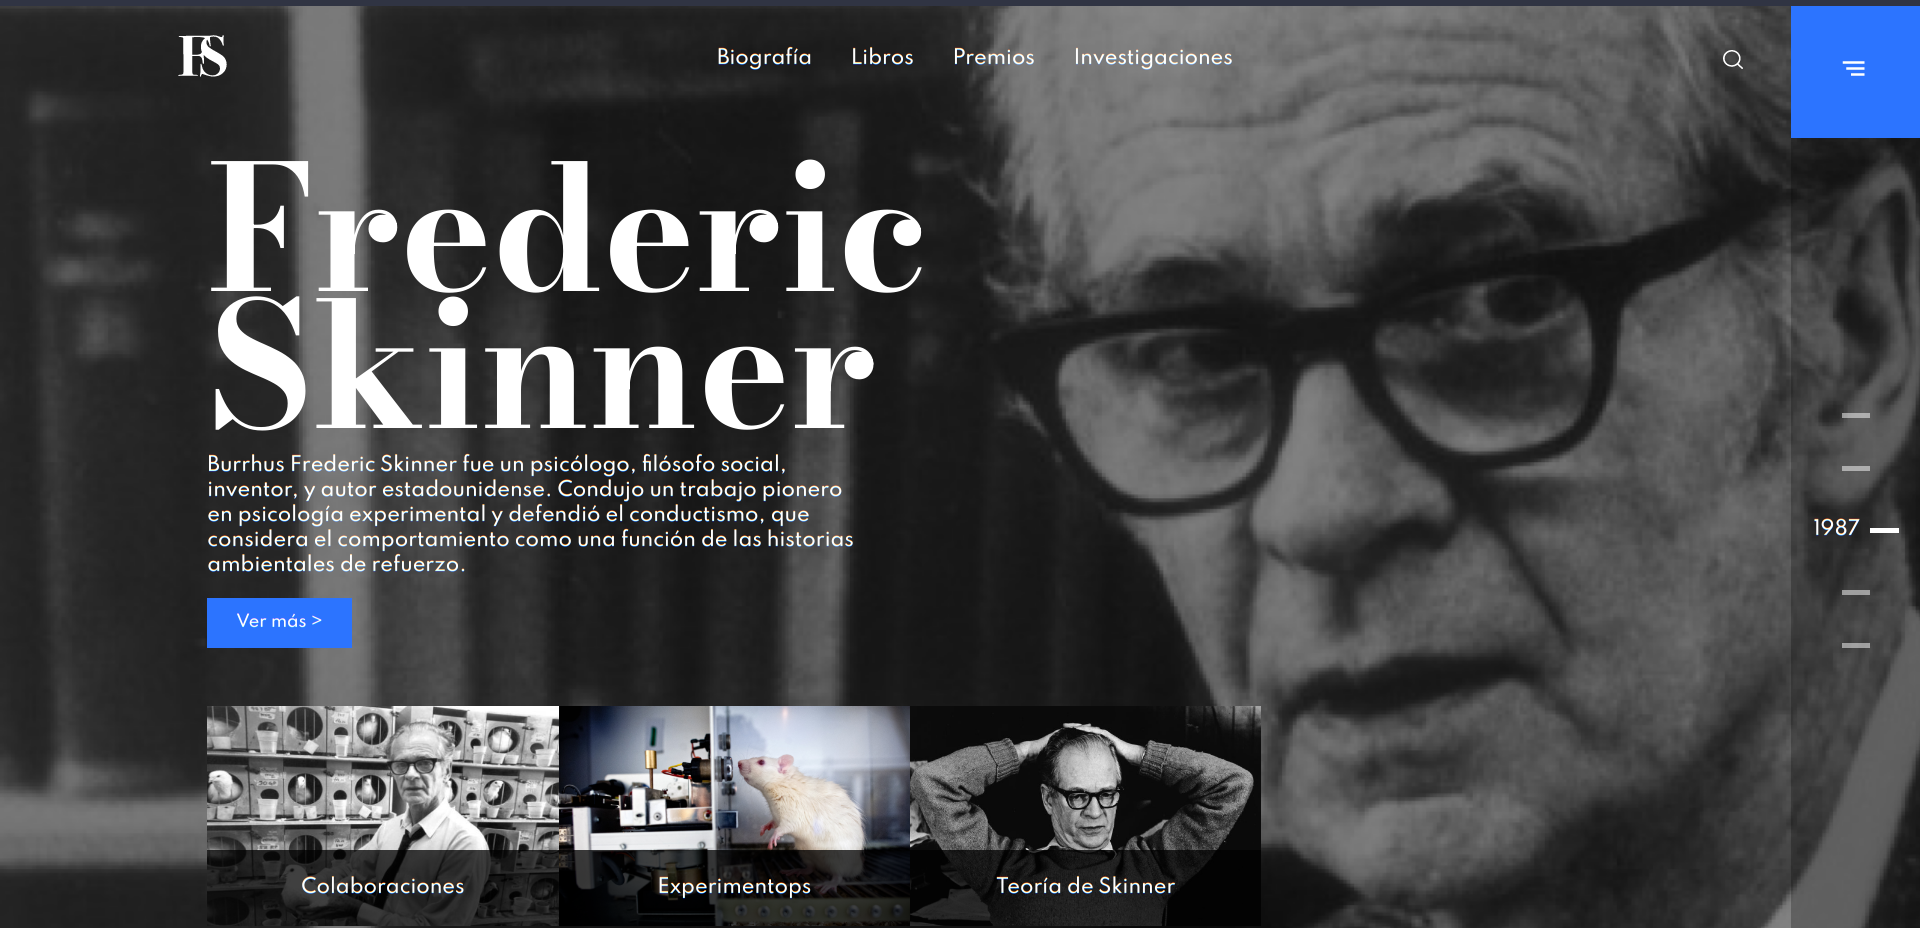 FS
Biografía Libros Premios Investigaciones
Frederic
Skinner
Burrhus Frederic Skinner fue un psicólogo, filósofo social,
inventor, y autor estadounidense. Condujo un trabajo pionero
en psicología experimental y defendió el conductismo, que
considera el comportamiento como una función de las historias
ambientales de refuerzo.
1987
Ver más >
Colaboraciones
Experimentops
Teoría de Skinner